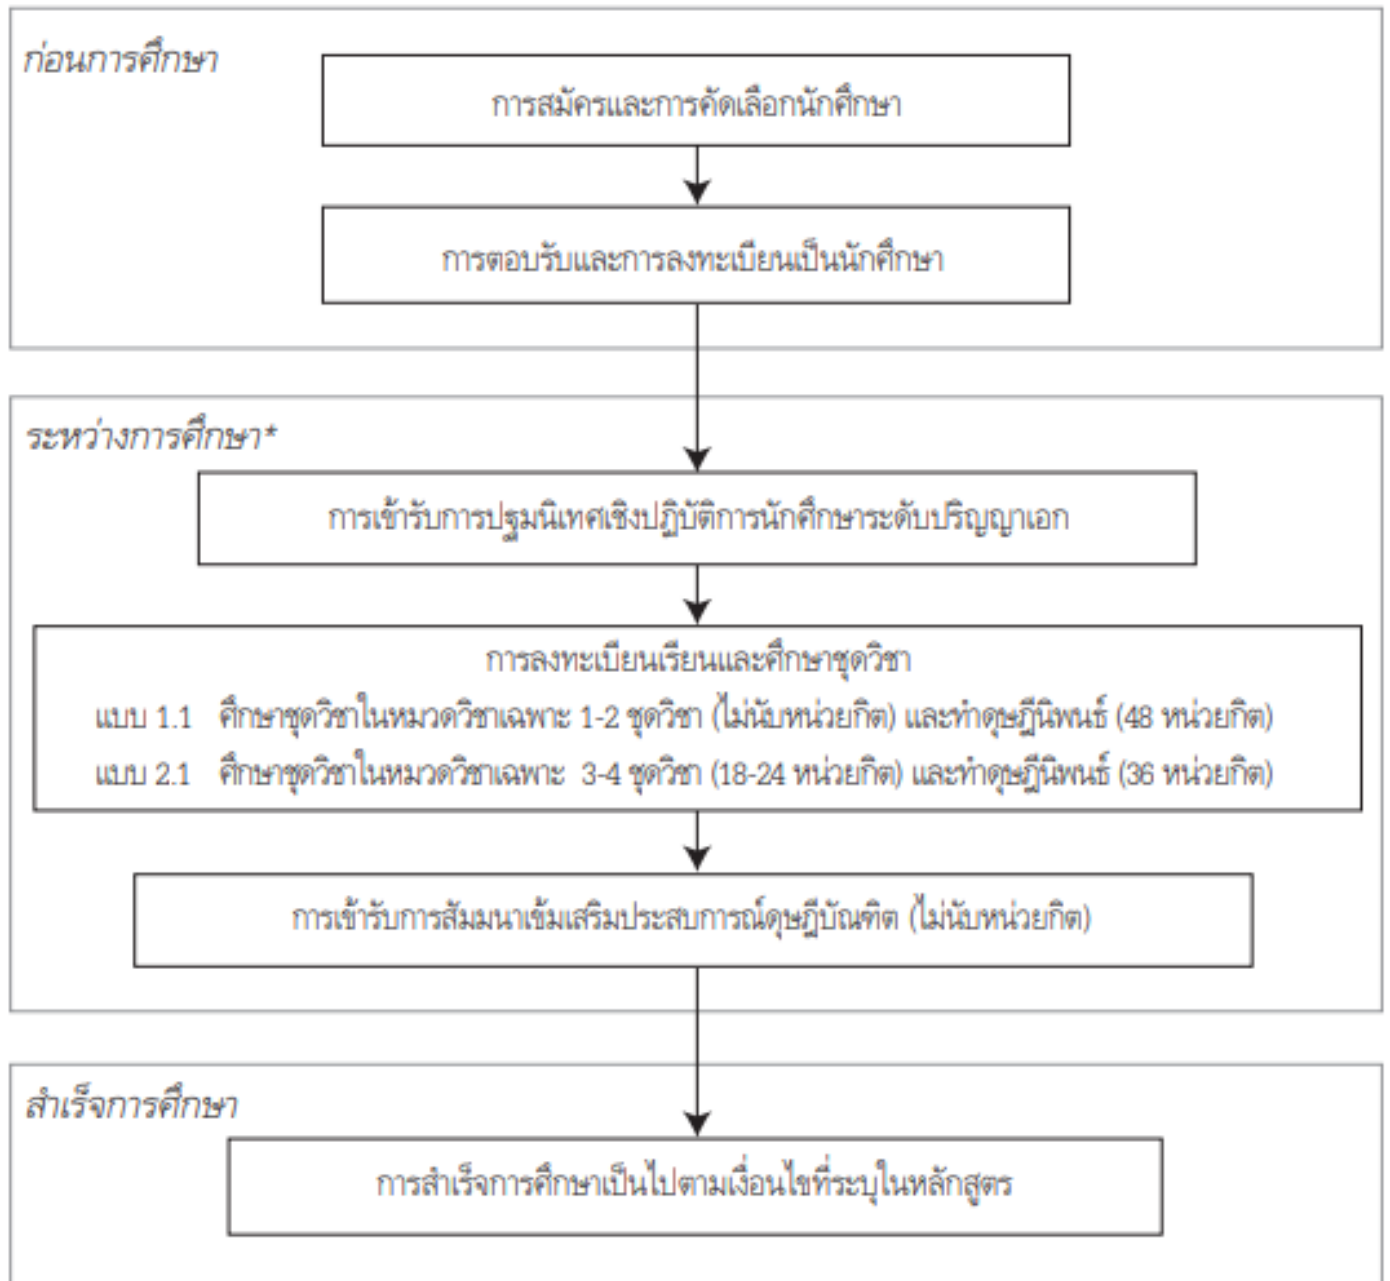 ก่อนการศึกษา
การสมัครและการคัดเลือกนักศึกษา
การตอบรับและการลงทะเบียนเป็นนักศึกษา
ระหว่างการศึกษา*
การเข้ารับการปฐมนิเทศเชิงปฏิบัติการนักศึกษาระดับปริญญาเอก
การลงทะเบียนเรียนและศึกษาชุดวิชา
แบบ 1.1 ศึกษาชุดวิชาในหมวดวิชาเฉพาะ 1-2 ชุดวิชา (ไม่นับหน่วยกิต) และทำดุษฎีนิพนธ์ (48 หน่วยกิต)
แบบ 2.1 ศึกษาชุดวิชาในหมวดวิชาเฉพาะ 3-4 ชุดวิชา (18-24 หน่วยกิต) และทำดุษฎีนิพนธ์ (36 หน่วยกิต)
การเข้ารับการสัมมนาเข้มเสริมประสบการณ์ดุษฎีบัณฑิต (ไม่นับหน่วยกิต)
สำเร็จการศึกษา
การสำเร็จการศึกษาเป็นไปตามเงื่อนไขที่ระบุในหลักสูตร